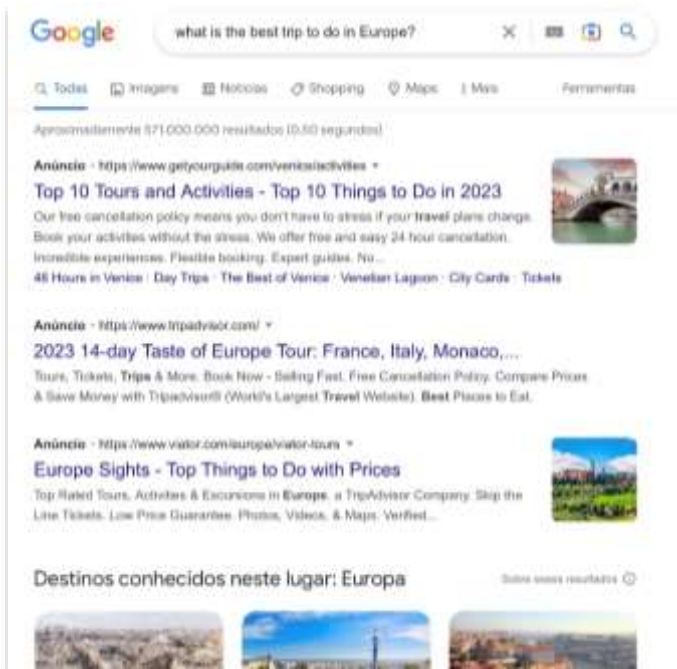 Google
what is the best trip to do in Europe?
Todas Imagens Notícias Shopping Maps Mais Ferramentas
Aproximadamente 571.000.000 resultados (0,50 segundos)
Anúncio · https://www.getyourguide.com/venice/activities
Top 10 Tours and Activities - Top 10 Things to Do in 2023
Our free cancellation policy means you don't have to stress if your travel plans change.
Book your activities without the stress. We offer free and easy 24 hour cancellation.
Incredible experiences. Flexible booking. Expert guides. No...
48 Hours in Venice · Day Trips · The Best of Venice · Venetian Lagoon · City Cards · Tickets
Anúncio · https://www.tripadvisor.com/
2023 14-day Taste of Europe Tour: France, Italy, Monaco,...
Tours, Tickets, Trips & More. Book Now - Selling Fast. Free Cancellation Policy. Compare Prices
& Save Money with Tripadvisor® (World's Largest Travel Website). Best Places to Eat.
Anúncio · https://www.viator.com/europe/viator-tours
Europe Sights - Top Things to Do with Prices
Top Rated Tours, Activities & Excursions in Europe. a TripAdvisor Company. Skip the
Line Tickets. Low Price Guarantee. Photos, Videos, & Maps. Verified...
Destinos conhecidos neste lugar: Europa
Sobre esses resultados